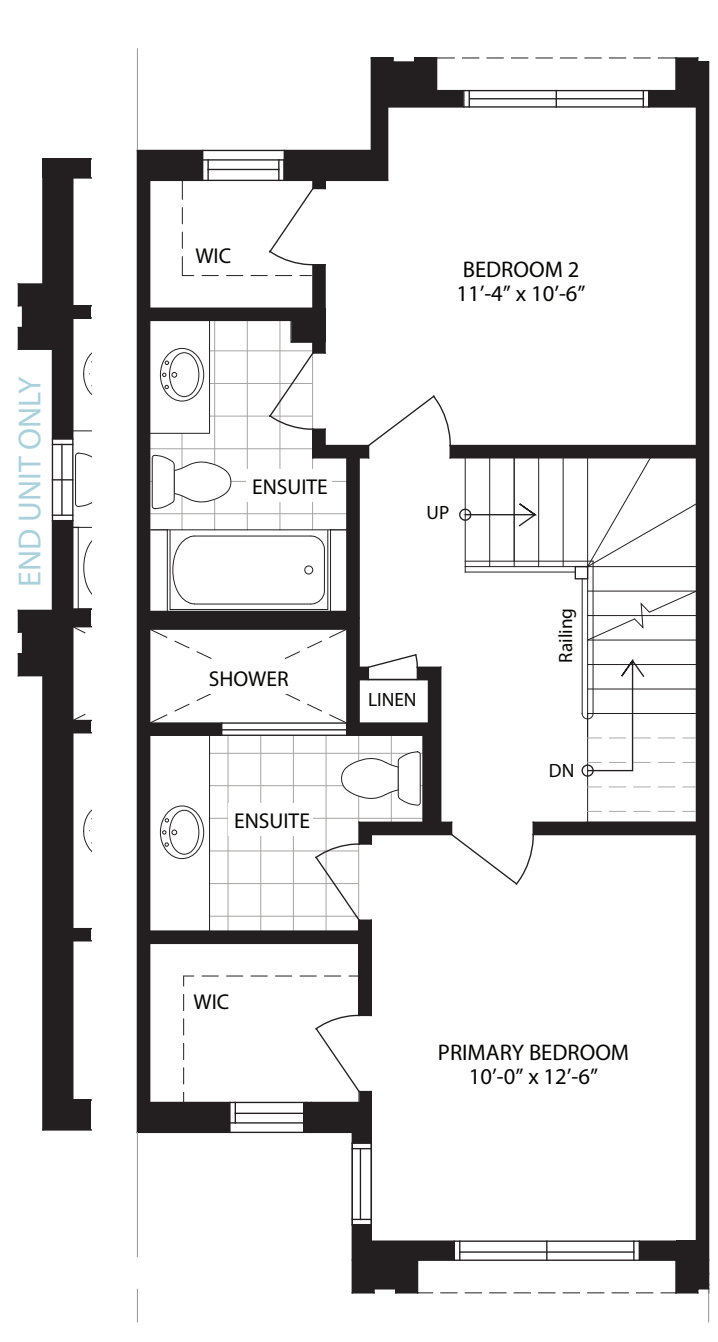 WIC
BEDROOM 2
11’-4” x 10’-6”
END UNIT ONLY
ENSUITE
UP
Railing
SHOWER
LINEN
DN
ENSUITE
WIC
PRIMARY BEDROOM
10’-0” x 12’-6”